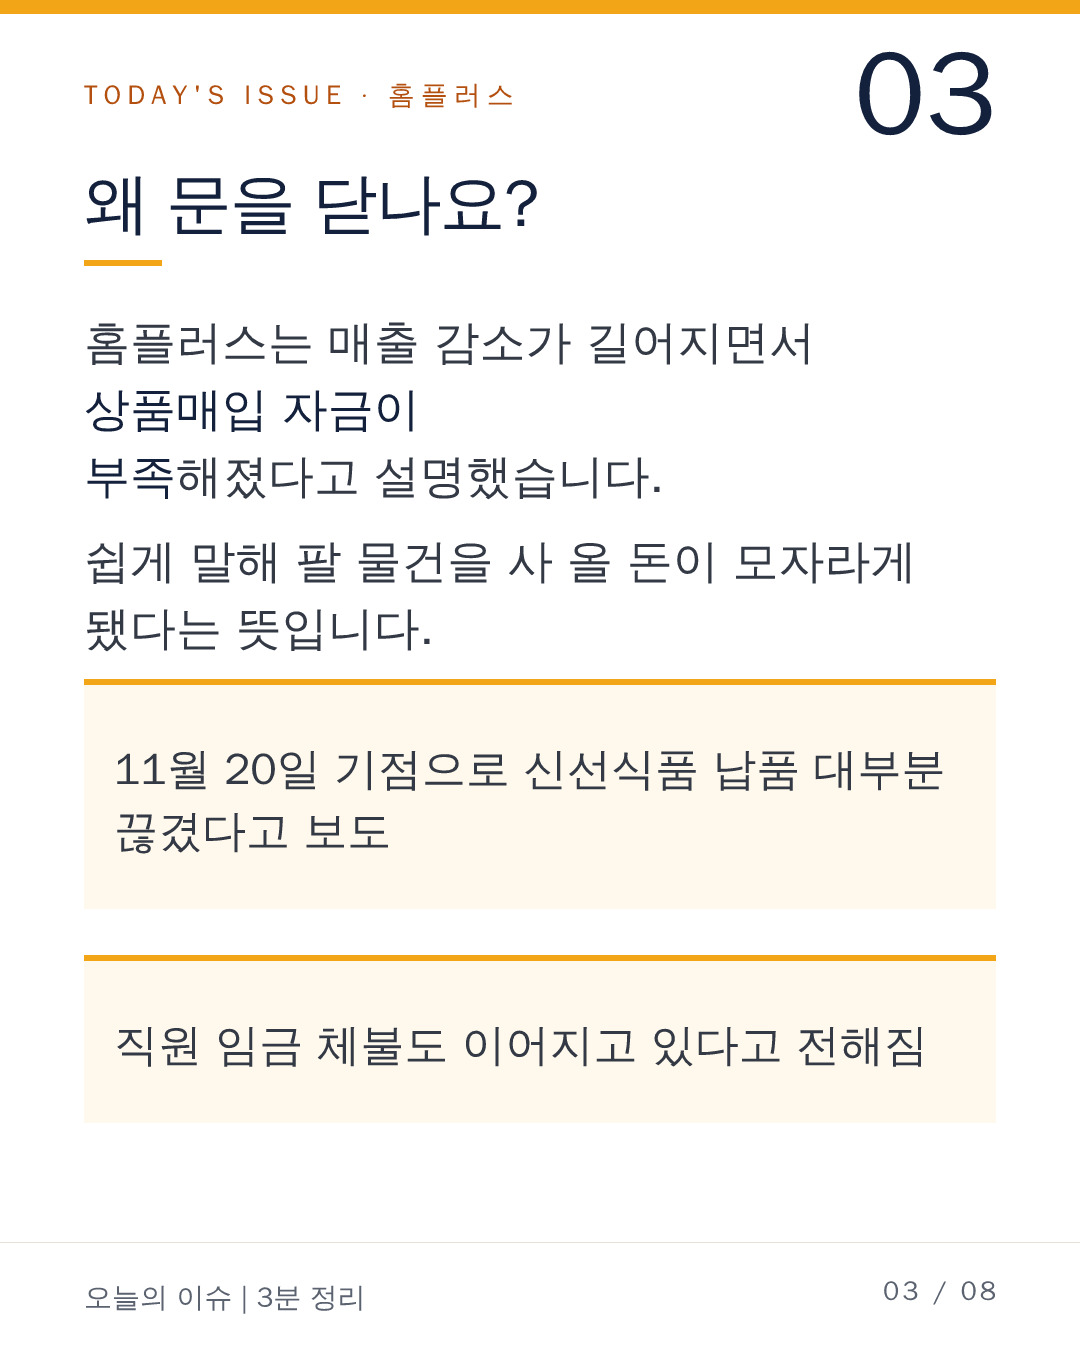 TODAY'S ISSUE · 홈플러스
03
왜 문을 닫나요?
홈플러스는 매출 감소가 길어지면서
상품매입 자금이
부족해졌다고 설명했습니다.
쉽게 말해 팔 물건을 사 올 돈이 모자라게
됐다는 뜻입니다.
11월 20일 기점으로 신선식품 납품 대부분
끊겼다고 보도
직원 임금 체불도 이어지고 있다고 전해짐
오늘의 이슈 | 3분 정리
03 / 08